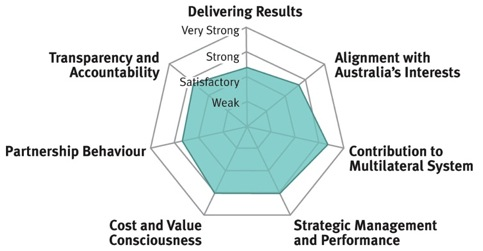 Delivering Results
Very Strong
Strong
Satisfactory
Weak
Transparency and
Accountability
Alignment with
Australia's Interests
Partnership Behaviour
Contribution to
Multilateral System
Cost and Value
Consciousness
Strategic Management
and Performance